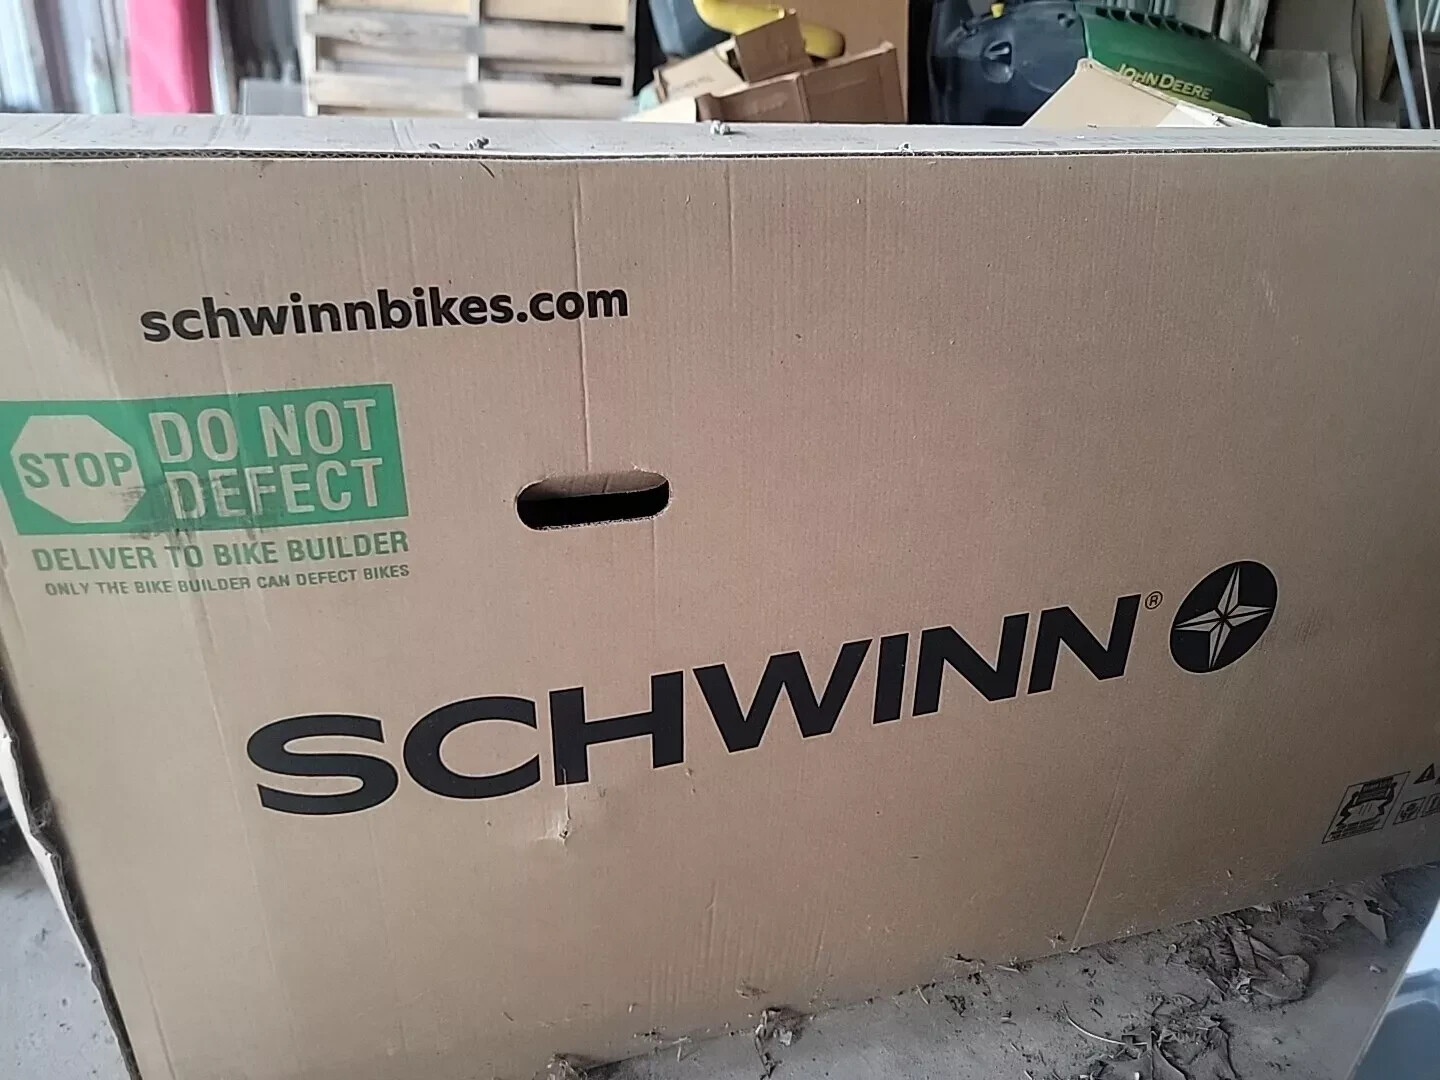 JOHN DEERE
schwinnbikes.com
STOP
DO NOT
DEFECT
DELIVER TO BIKE BUILDER
ONLY THE BIKE BUILDER CAN DEFECT BIKES
SCHWINN®